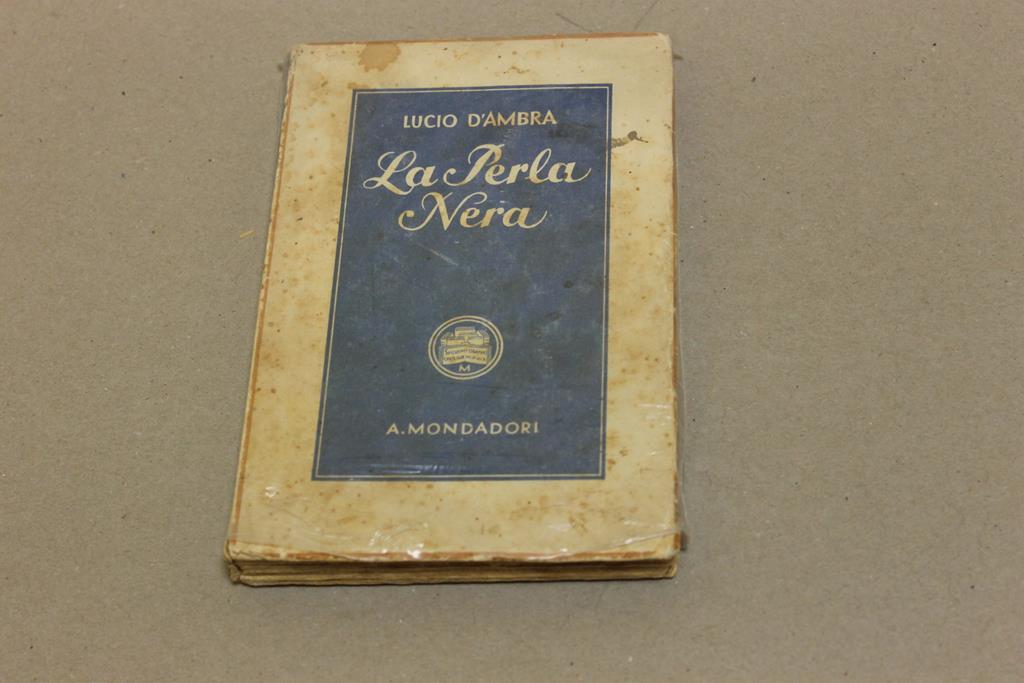 LUCIO D'AMBRA
La Perla
Nera
M
A. MONDADORI